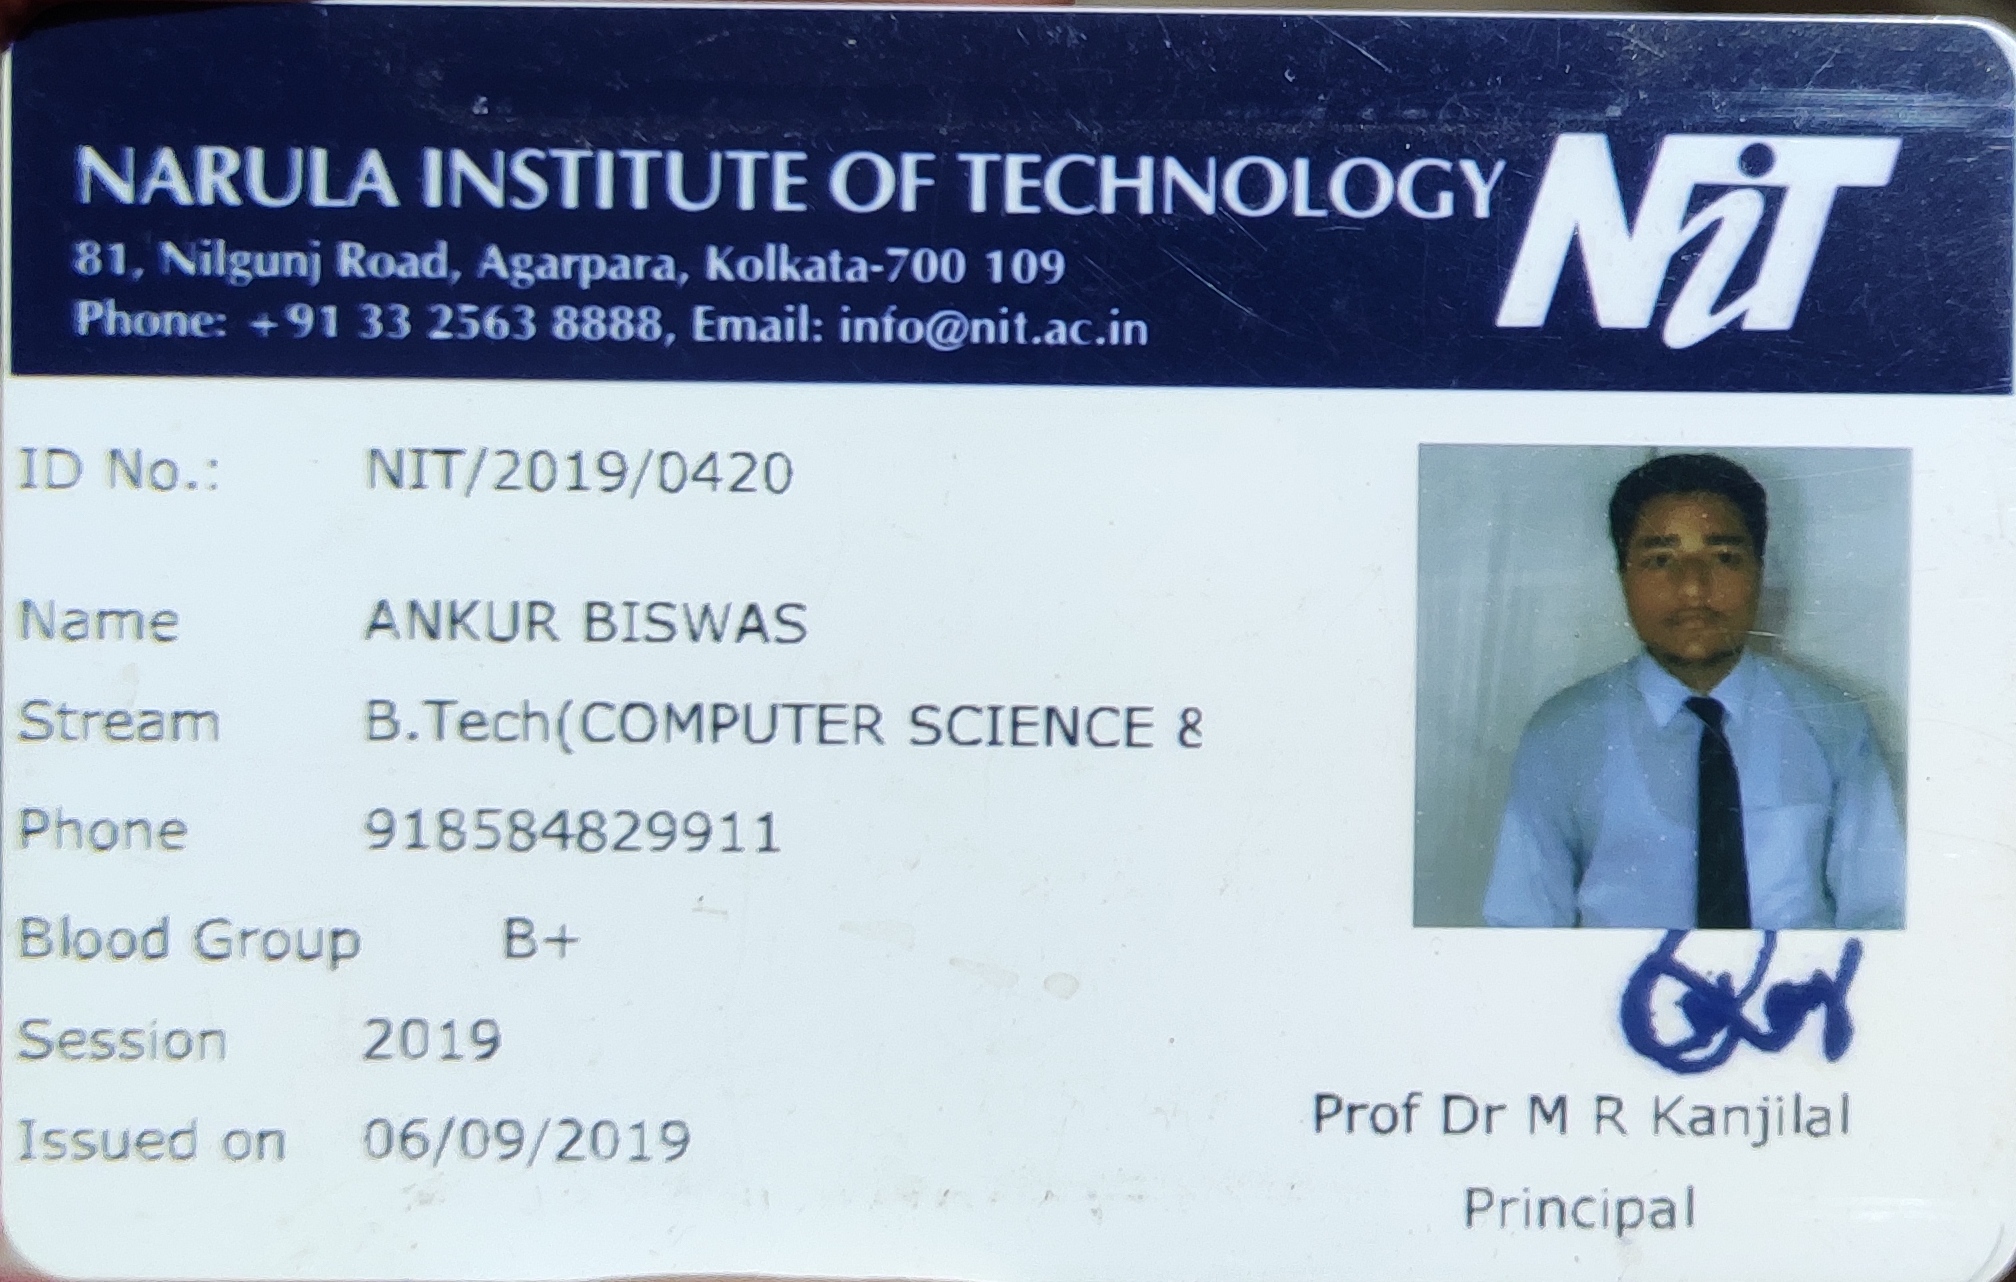 NARULA INSTITUTE OF TECHNOLOGY NiT
81, Nilgunj Road, Agarpara, Kolkata-700 109
Phone: +91 33 2563 8888, Email: info@nit.ac.in
ID No.: NIT/2019/0420
Name ANKUR BISWAS
Stream B.Tech(COMPUTER SCIENCE &
Phone 918584829911
Blood Group B+
Session 2019
Issued on 06/09/2019
Prof Dr M R Kanjilal
Principal